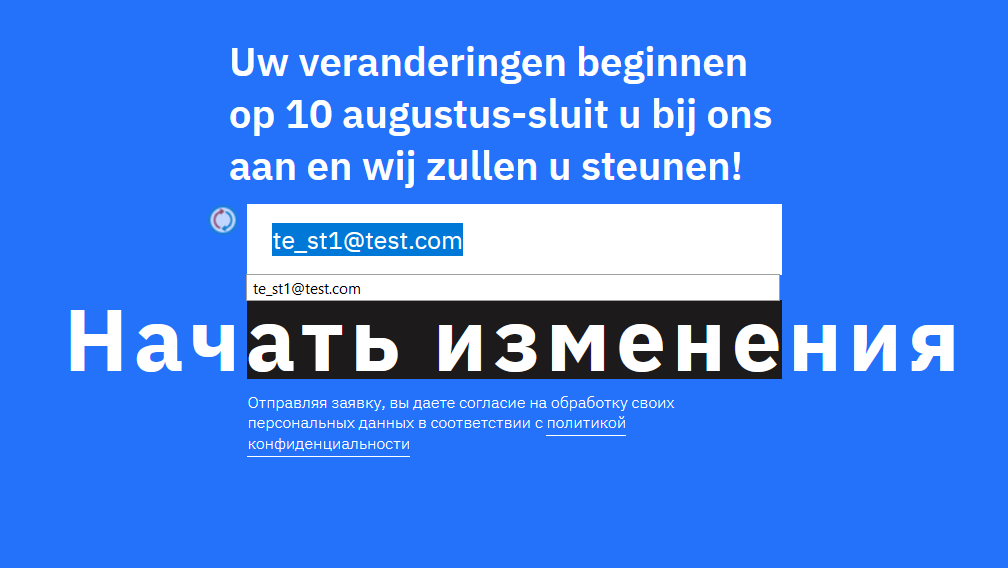 Uw veranderingen beginnen
op 10 augustus-sluit u bij ons
aan en wij zullen u steunen!
te_st1@test.com
te_st1@test.com
Начать изменения
Отправляя заявку, вы даете согласие на обработку своих
персональных данных в соответствии с политикой
конфиденциальности